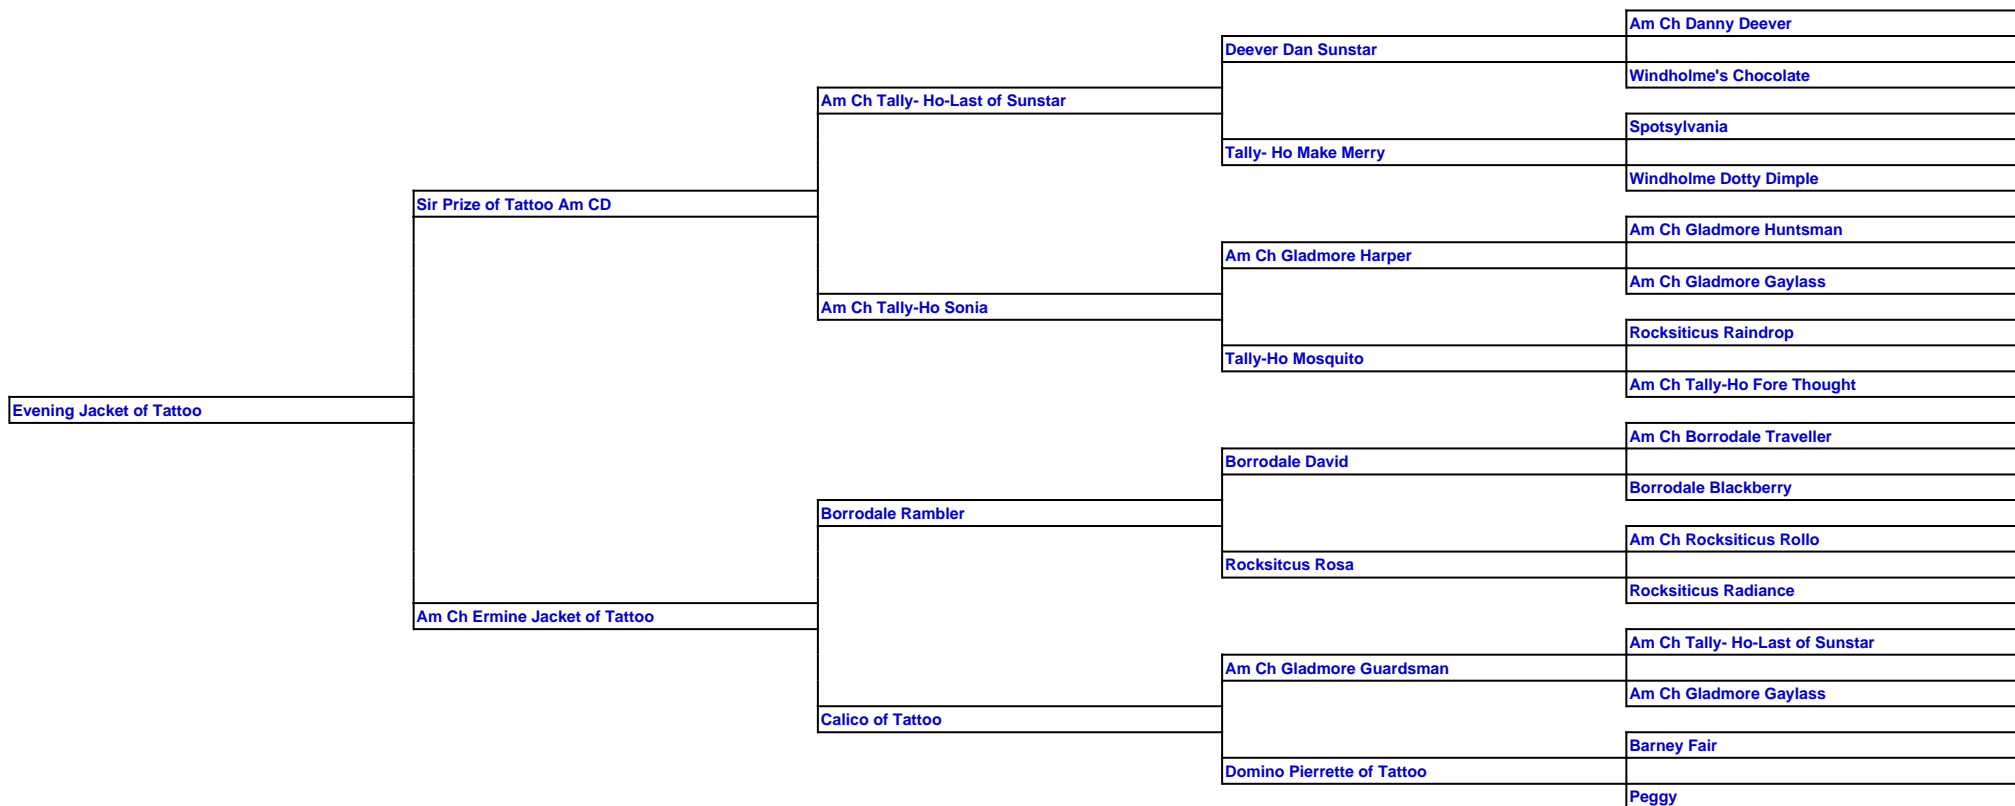 Am Ch Danny Deever
Deever Dan Sunstar
Windholme's Chocolate
Am Ch Tally- Ho-Last of Sunstar
Spotsylvania
Tally- Ho Make Merry
Windholme Dotty Dimple
Sir Prize of Tattoo Am CD
Am Ch Gladmore Huntsman
Am Ch Gladmore Harper
Am Ch Gladmore Gaylass
Am Ch Tally-Ho Sonia
Rocksiticus Raindrop
Tally-Ho Mosquito
Am Ch Tally-Ho Fore Thought
Evening Jacket of Tattoo
Am Ch Borrodale Traveller
Borrodale David
Borrodale Blackberry
Borrodale Rambler
Am Ch Rocksiticus Rollo
Rocksitcus Rosa
Rocksiticus Radiance
Am Ch Ermine Jacket of Tattoo
Am Ch Tally- Ho-Last of Sunstar
Am Ch Gladmore Guardsman
Am Ch Gladmore Gaylass
Calico of Tattoo
Barney Fair
Domino Pierrette of Tattoo
Peggy